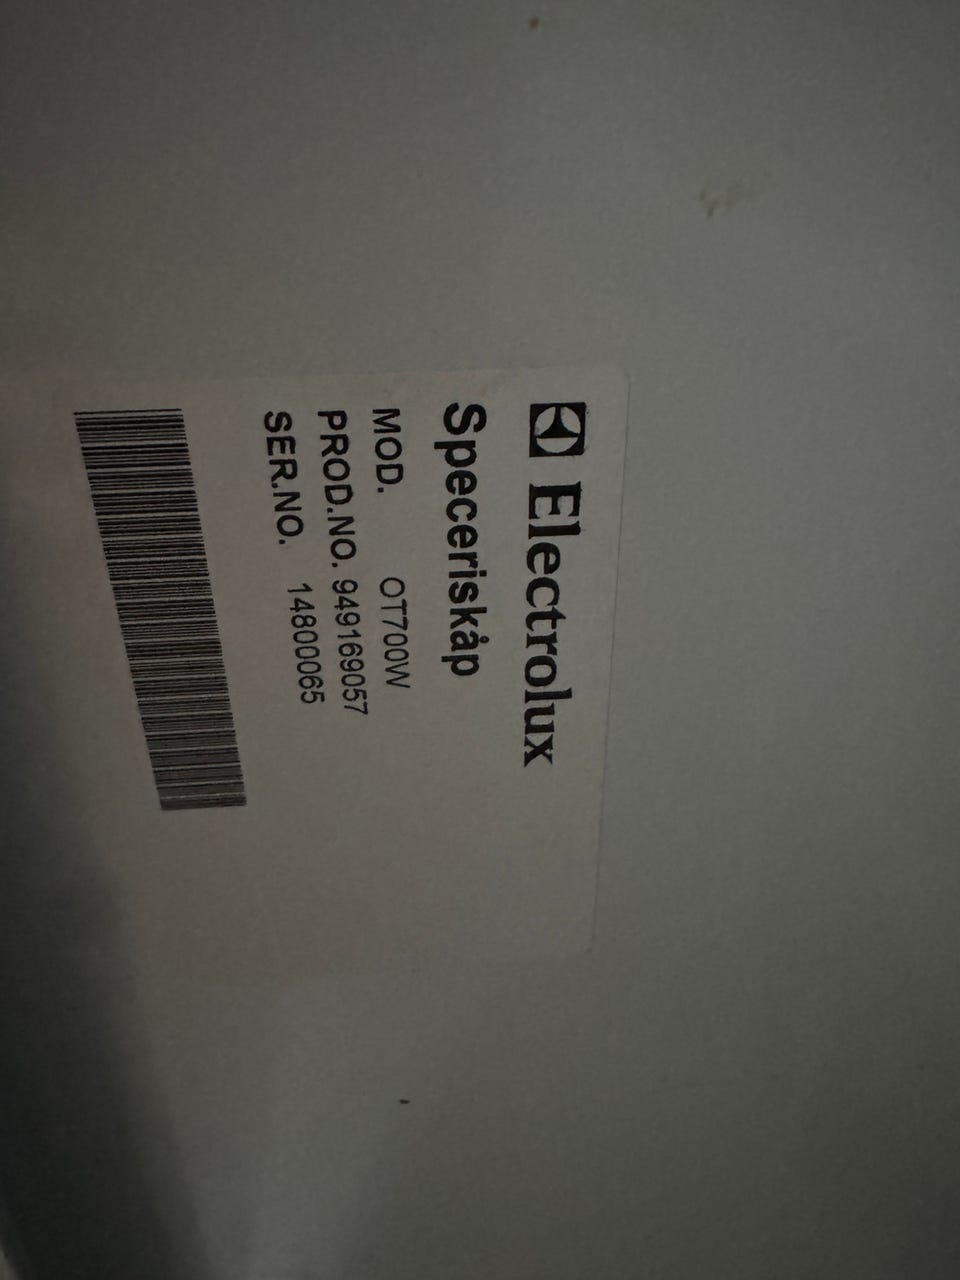 Electrolux
Speceriskåp
MOD. OT700W
PROD.NO. 949169057
SER.NO. 14800065